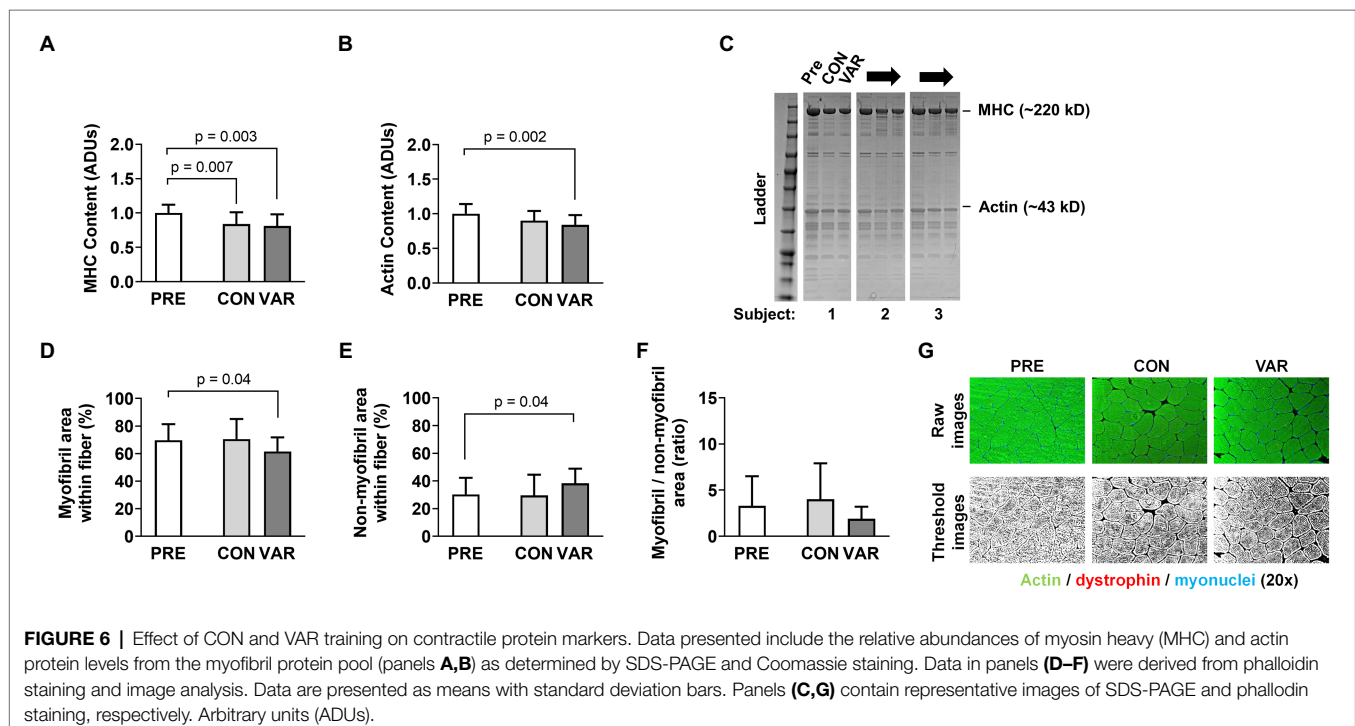 A
B
C
MHC Content (ADUs)
2.0
1.5
1.0
0.5
0.0
p = 0.003
p = 0.007
PRE
CON
VAR
Actin Content (ADUs)
2.0
1.5
1.0
0.5
0.0
p = 0.002
PRE
CON
VAR
Pre
CON
VAR
Ladder
MHC (~220 kD)
Actin (~43 kD)
Subject:
1
2
3
D
E
F
G
Myofibril area
within fiber (%)
100
80
60
40
20
0
p = 0.04
PRE
CON
VAR
Non-myofibril area
within fiber (%)
100
80
60
40
20
0
p = 0.04
PRE
CON
VAR
Myofibril / non-myofibril
area (ratio)
15
10
5
0
PRE
CON
VAR
PRE
CON
VAR
Raw
images
Threshold
images
Actin / dystrophin / myonuclei (20x)
FIGURE 6 | Effect of CON and VAR training on contractile protein markers. Data presented include the relative abundances of myosin heavy (MHC) and actin
protein levels from the myofibril protein pool (panels A,B) as determined by SDS-PAGE and Coomassie staining. Data in panels (D–F) were derived from phalloidin
staining and image analysis. Data are presented as means with standard deviation bars. Panels (C,G) contain representative images of SDS-PAGE and phallodin
staining, respectively. Arbitrary units (ADUs).